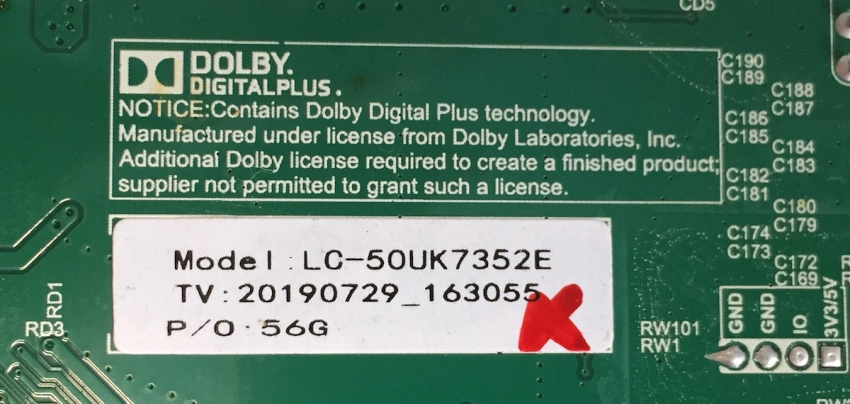 CD5
DOLBY.
DIGITALPLUS.
NOTICE:Contains Dolby Digital Plus technology.
Manufactured under license from Dolby Laboratories, Inc.
Additional Dolby license required to create a finished product;
supplier not permitted to grant such a license.
C190
C189
C188
C187
C186
C185
C184
C183
C182
C181
C180
C179
C174
C173
C172
C169
Model:LC-50UK7352E
TV:20190729_163055
P/O:56G
RD1
RD3
RW101
RW1
GND
GND
IO
3V3/5V